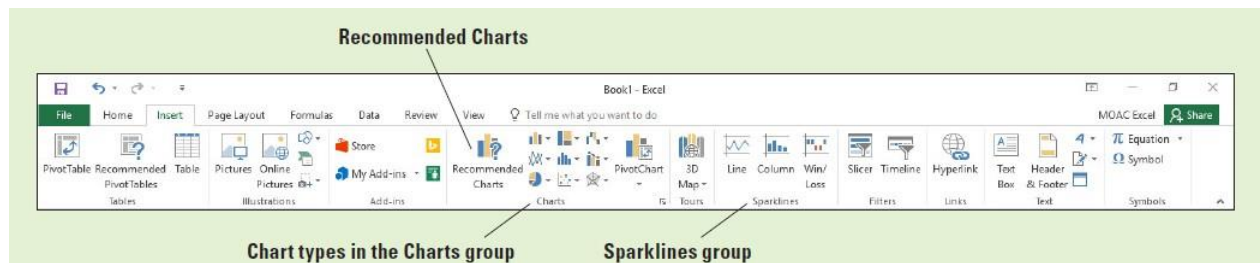 Recommended Charts
Book1 - Excel
File Home Insert Page Layout Formulas Data Review View Tell me what you want to do MOAC Excel Share
PivotTable Recommended PivotTables Table Pictures Online Pictures Store My Add-ins Recommended Charts PivotChart 3D Map Line Column Win/ Loss Slicer Timeline Hyperlink Text Box Header & Footer π Equation Ω Symbol
Tables Illustrations Add-ins Charts Tours Sparklines Filters Links Text Symbols
Chart types in the Charts group Sparklines group